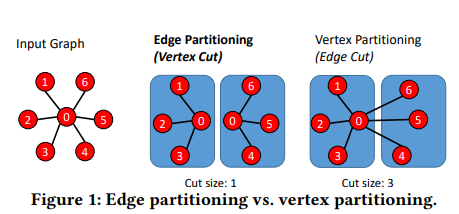 Input Graph
Edge Partitioning
(Vertex Cut)
Vertex Partitioning
(Edge Cut)
1 6
2 0 5
3 4
1
2 0
3
6
0 5
4
1
2 0
3
6
5
4
Cut size: 1
Cut size: 3
Figure 1: Edge partitioning vs. vertex partitioning.